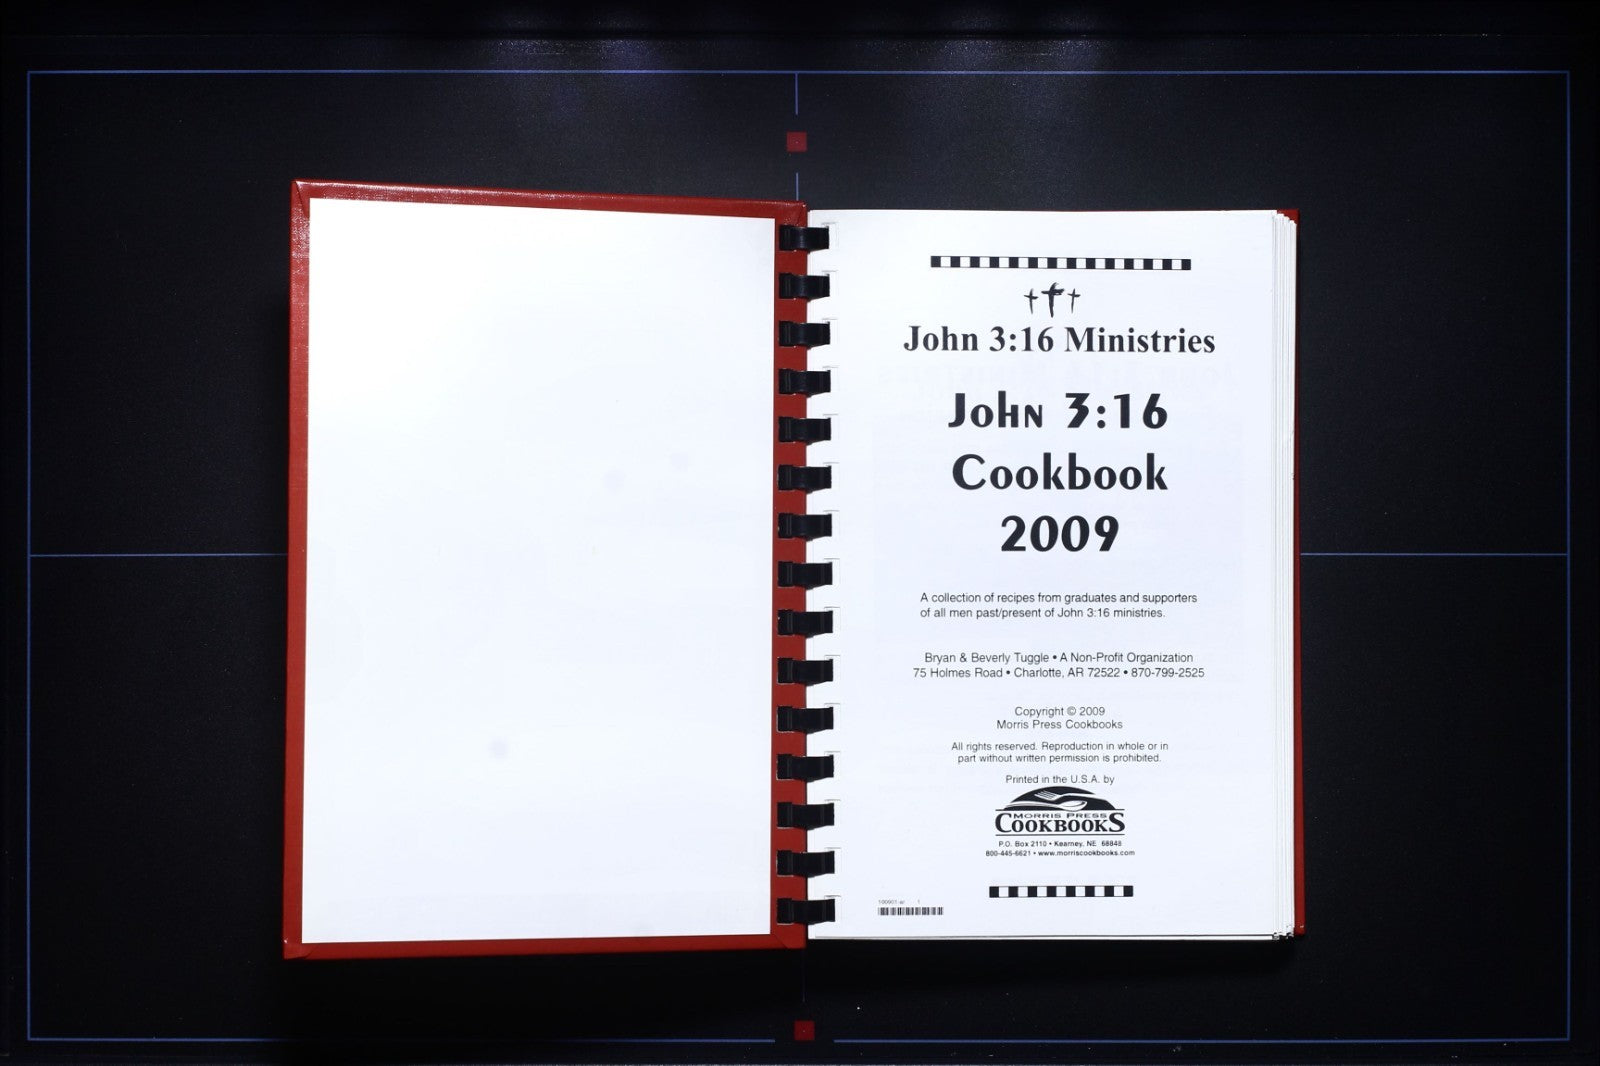 John 3:16 Ministries
John 3:16
Cookbook
2009
A collection of recipes from graduates and supporters
of all men past/present of John 3:16 ministries.
Bryan & Beverly Tuggle • A Non-Profit Organization
75 Holmes Road • Charlotte, AR 72522 • 870-799-2525
Copyright © 2009
Morris Press Cookbooks
All rights reserved. Reproduction in whole or in
part without written permission is prohibited.
Printed in the U.S.A. by
MORRIS PRESS
COOKBOOKS
P.O. Box 2110 • Kearney, NE 68848
800-445-6621 • www.morriscookbooks.com